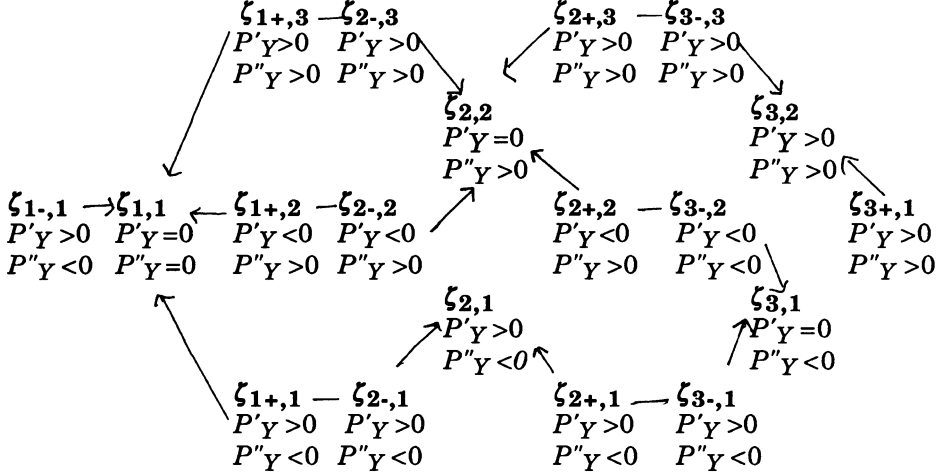 ζ1+,3 — ζ2-,3 ζ2+,3 — ζ3-,3
P'Y>0 P'Y>0 P'Y>0 P'Y>0
P"Y>0 P"Y>0 P"Y>0 P"Y>0
ζ2,2 ζ3,2
P'Y=0 P'Y>0
P"Y>0 P"Y>0
ζ1-,1 ζ1,1 ζ1+,2 — ζ2-,2 ζ2+,2 — ζ3-,2 ζ3+,1
P'Y>0 P'Y=0 P'Y<0 P'Y<0 P'Y<0 P'Y<0 P'Y>0
P"Y<0 P"Y=0 P"Y>0 P"Y>0 P"Y>0 P"Y<0 P"Y>0
ζ2,1 ζ3,1
P'Y>0 P'Y=0
P"Y<0 P"Y<0
ζ1+,1 — ζ2-,1 ζ2+,1 — ζ3-,1
P'Y>0 P'Y>0 P'Y>0 P'Y>0
P"Y<0 P"Y<0 P"Y<0 P"Y<0